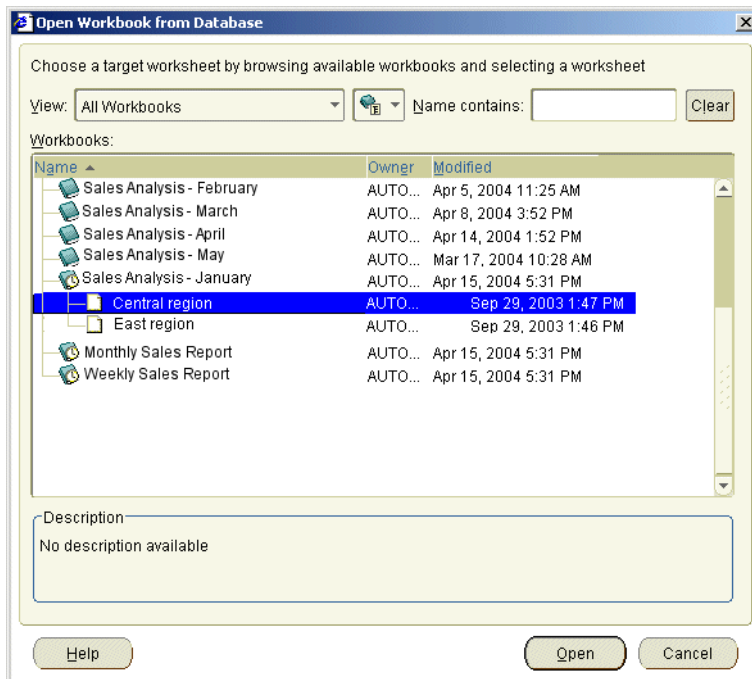 Open Workbook from Database
Choose a target worksheet by browsing available workbooks and selecting a worksheet
View: All Workbooks Name contains: Clear
Workbooks:
Name Owner Modified
Sales Analysis - February AUTO... Apr 5, 2004 11:25 AM
Sales Analysis - March AUTO... Apr 8, 2004 3:52 PM
Sales Analysis - April AUTO... Apr 14, 2004 1:52 PM
Sales Analysis - May AUTO... Mar 17, 2004 10:28 AM
Sales Analysis - January AUTO... Apr 15, 2004 5:31 PM
Central region AUTO... Sep 29, 2003 1:47 PM
East region AUTO... Sep 29, 2003 1:46 PM
Monthly Sales Report AUTO... Apr 15, 2004 5:31 PM
Weekly Sales Report AUTO... Apr 15, 2004 5:31 PM
Description
No description available
Help Open Cancel